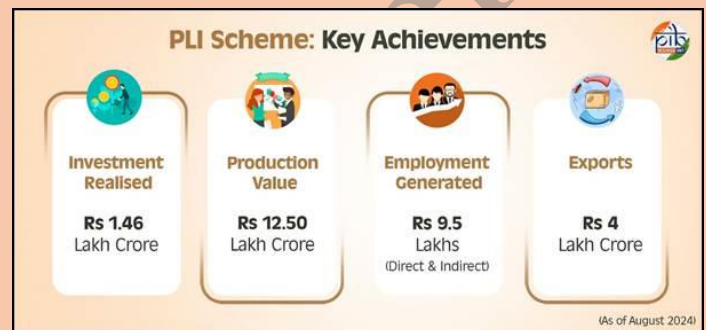 PLI Scheme: Key Achievements
pib
Investment
Realised
Rs 1.46
Lakh Crore
Production
Value
Rs 12.50
Lakh Crore
Employment
Generated
Rs 9.5
Lakhs
(Direct & Indirect)
Exports
Rs 4
Lakh Crore
(As of August 2024)